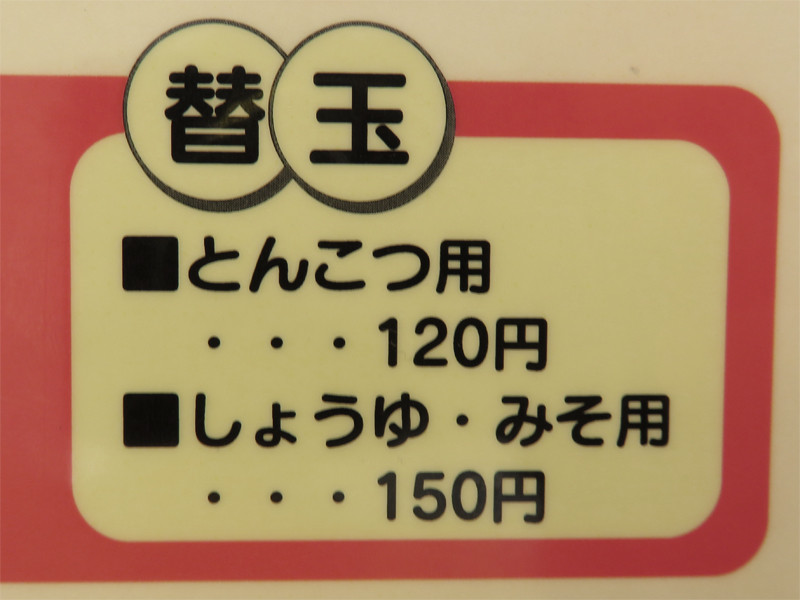 替玉
■とんこつ用
・・・120円
■しょうゆ・みそ用
・・・150円